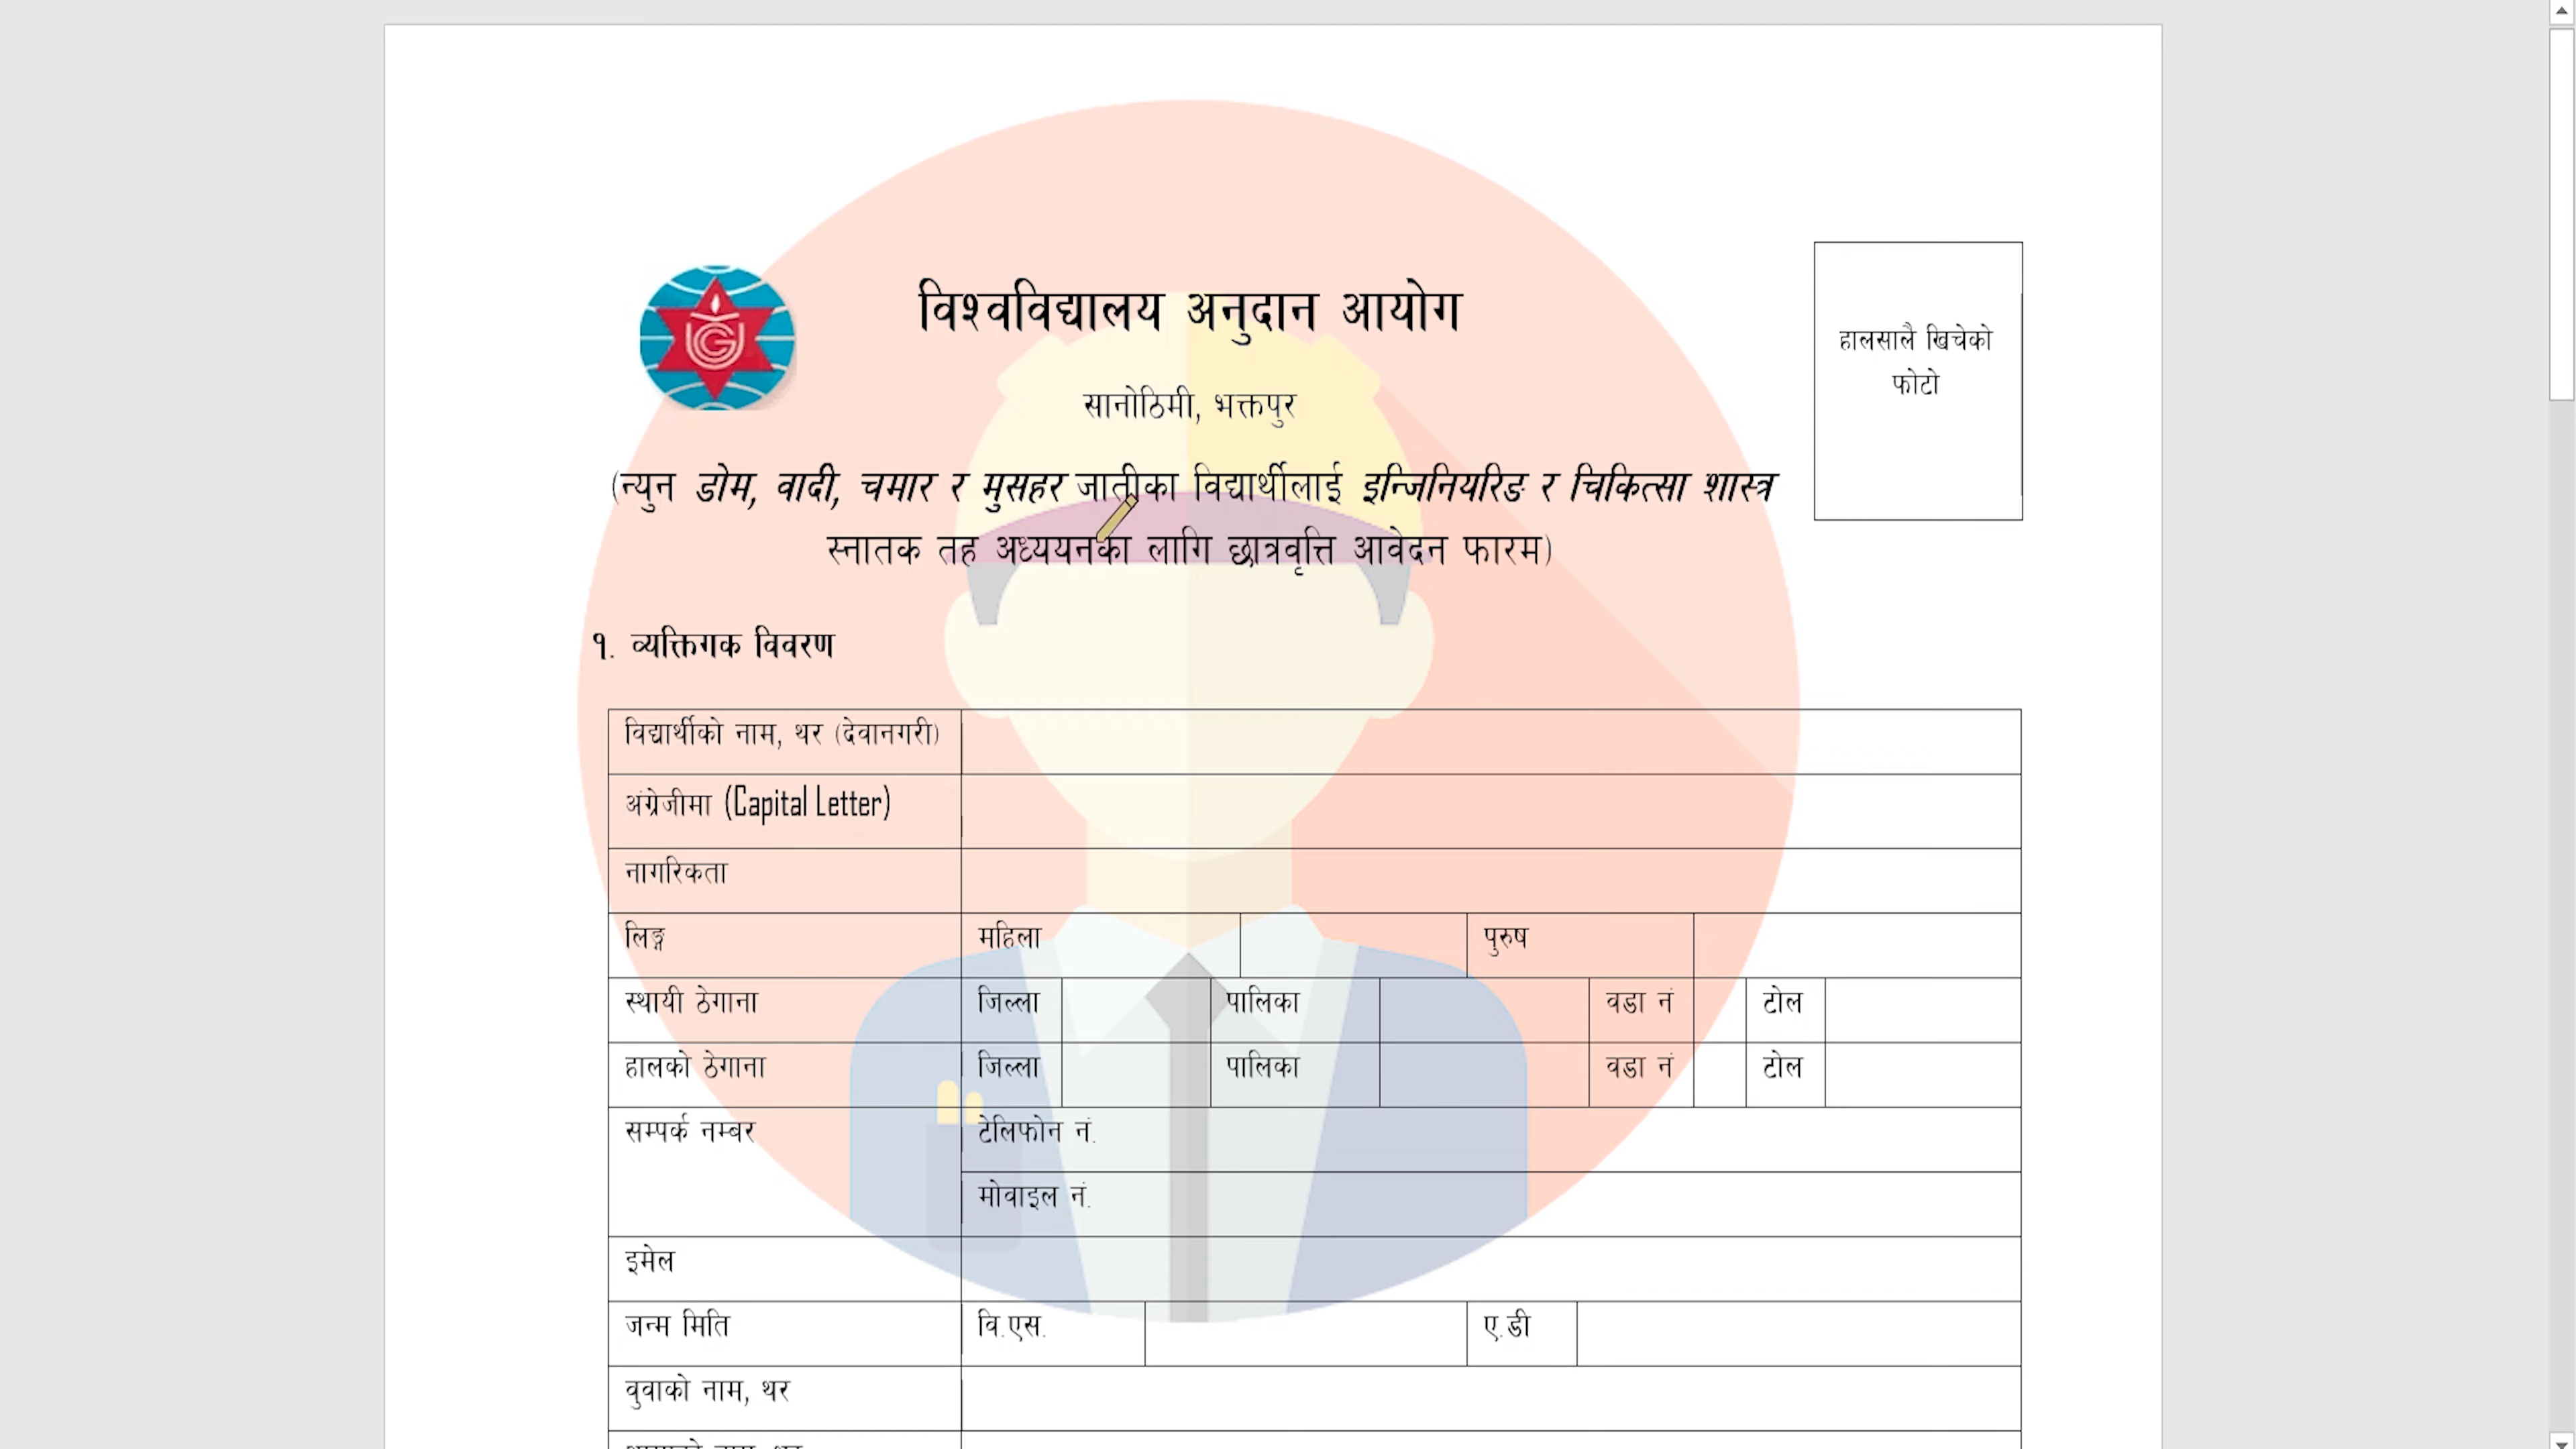 विश्वविद्यालय अनुदान आयोग
सानोठिमी, भक्तपुर
हालसालै खिचेको
फोटो
(न्युन डोम, वादी, चमार र मुसहर जातीका विद्यार्थीलाई इन्जिनियरिङ र चिकित्सा शास्त्र
स्नातक तह अध्ययनका लागि छात्रवृत्ति आवेदन फारम)
१. व्यक्तिगक विवरण
विद्यार्थीको नाम, थर (देवानगरी)
अंग्रेजीमा (Capital Letter)
नागरिकता
लिङ्ग महिला पुरुष
स्थायी ठेगाना जिल्ला पालिका वडा नं टोल
हालको ठेगाना जिल्ला पालिका वडा नं टोल
सम्पर्क नम्बर टेलिफोन नं.
मोवाइल नं.
इमेल
जन्म मिति वि.एस. ए.डी
वुवाको नाम, थर